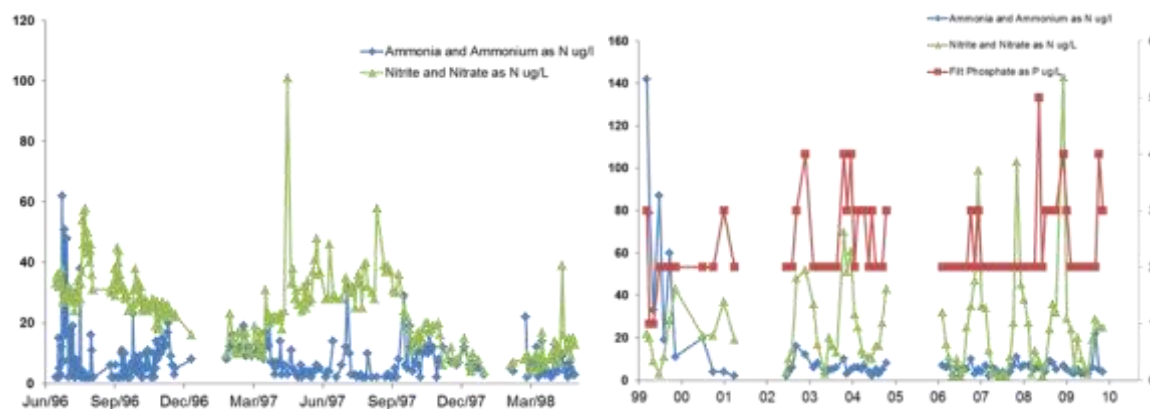 120
100
80
60
40
20
0
Jun/96 Sep/96 Dec/96 Mar/97 Jun/97 Sep/97 Dec/97 Mar/98
Ammonia and Ammonium as N ug/l
Nitrite and Nitrate as N ug/L
Ammonia and Ammonium as N ug/l
Nitrite and Nitrate as N ug/L
Filt Phosphate as P ug/L
160
140
120
100
80
60
40
20
0
99 00 01 02 03 04 05 06 07 08 09 10